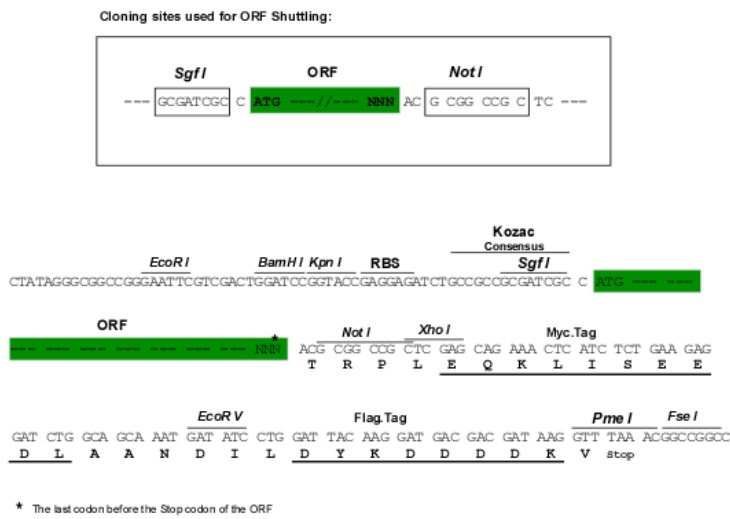 Cloning sites used for ORF Shuttling:
Sgf I ORF Not I
--- GCGATCGC C ATG ---//--- NNN AC G CGG CCG C TC ---
Kozac
Consensus
EcoR I BamH I Kpn I RBS Sgf I
CTATAGGGCGGCCGGGAATTCGTCGACTGGATCCGGTACCGAGGAGATCTGCCGCCGCGATCGC C ATG --- ---
ORF
*
Not I Xho I Myc.Tag
--- --- --- --- --- --- --- --- --- NNN ACG CGG CCG CTC GAG CAG AAA CTC ATC TCT GAA GAG
T R P L E Q K L I S E E
EcoR V Flag.Tag Pme I Fse I
GAT CTG GCA GCA AAT GAT ATC CTG GAT TAC AAG GAT GAC GAC GAT AAG GTT TAA ACGGCCGGCC
D L A A N D I L D Y K D D D D K V Stop
* The last codon before the Stop codon of the ORF